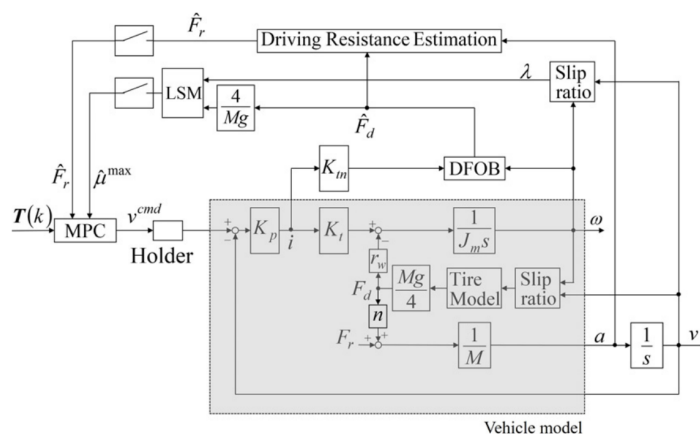 F̂r
Driving Resistance Estimation
λ
Slip
ratio
LSM
4
Mg
F̂d
F̂r
μ̂max
Ktn
DFOB
T(k)
MPC
vcmd
Holder
+
−
Kp
i
Kt
+
−
1
Jms
ω
rw
Fd
Mg
4
Tire
Model
Slip
ratio
n
Fr
+
+
1
M
a
1
s
v
Vehicle model